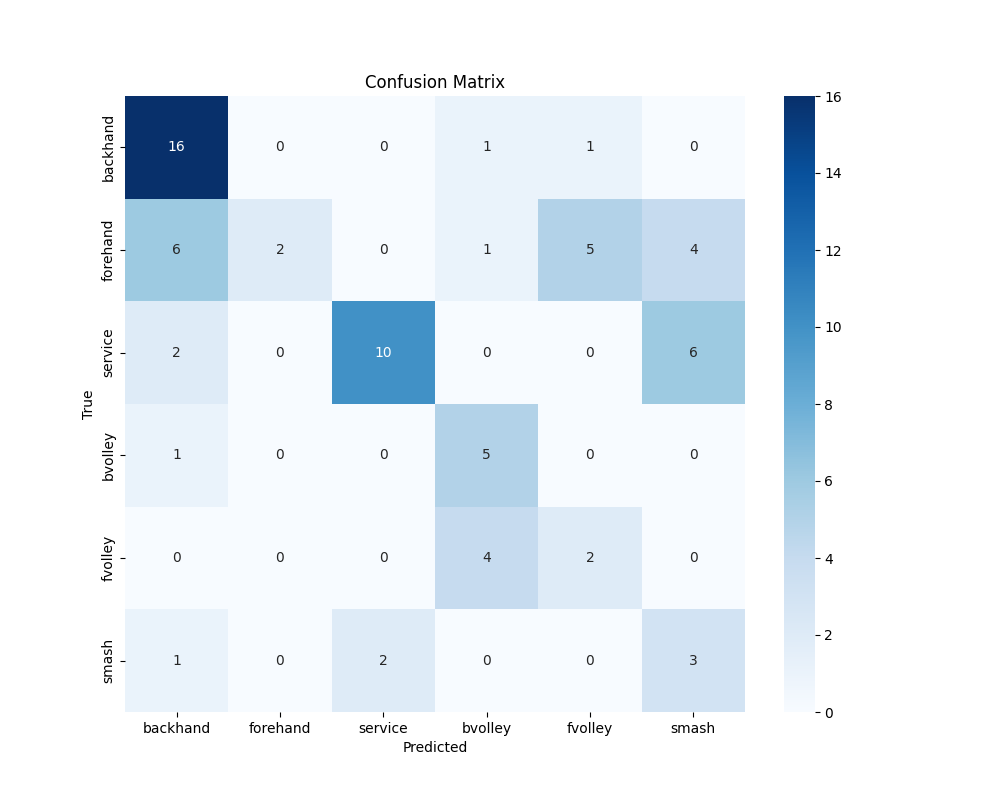 Confusion Matrix
backhand 16 0 0 1 1 0
forehand 6 2 0 1 5 4
service 2 0 10 0 0 6
bvolley 1 0 0 5 0 0
fvolley 0 0 0 4 2 0
smash 1 0 2 0 0 3
True
backhand forehand service bvolley fvolley smash
Predicted
16
14
12
10
8
6
4
2
0